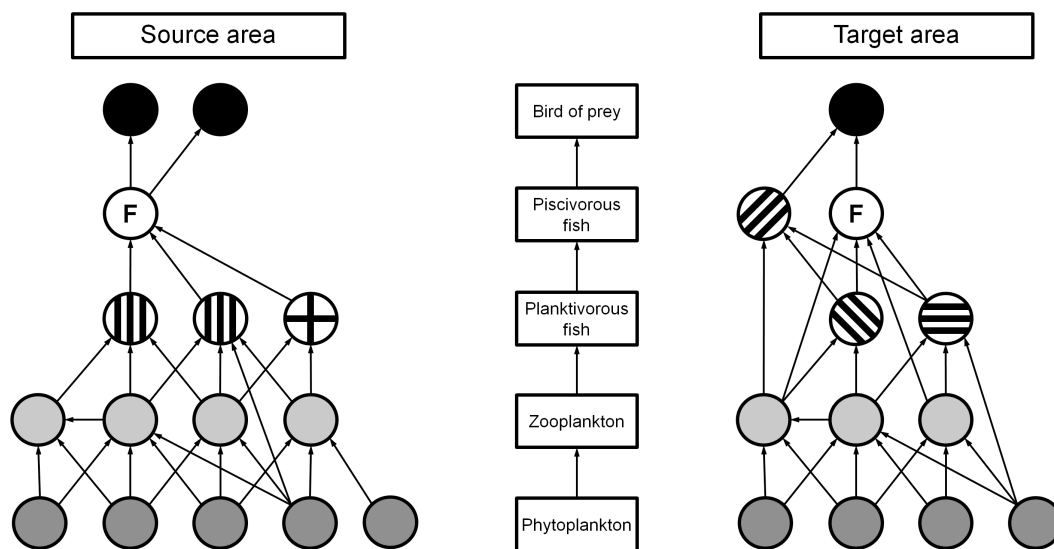 Source area
Target area
Bird of prey
F
Piscivorous
fish
F
Planktivorous
fish
Zooplankton
Phytoplankton